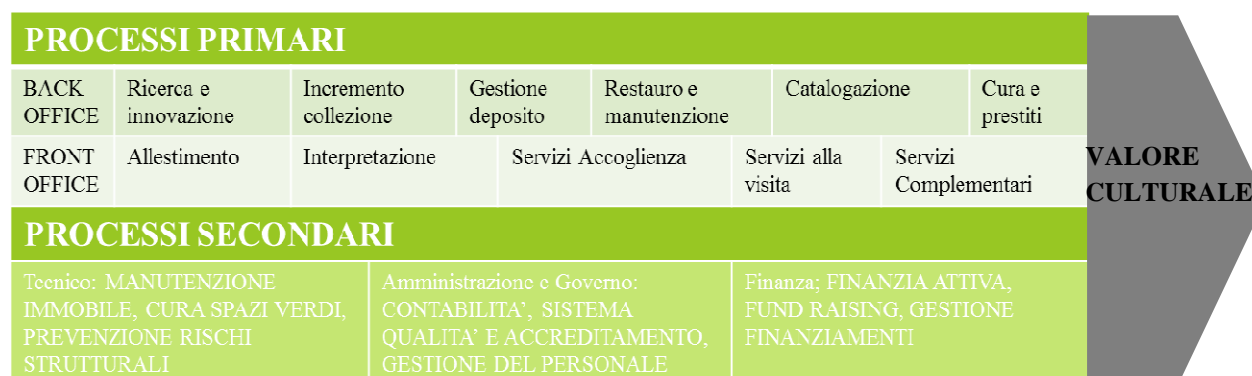 PROCESSI PRIMARI
BACK OFFICE
Ricerca e innovazione
Incremento collezione
Gestione deposito
Restauro e manutenzione
Catalogazione
Cura e prestiti
FRONT OFFICE
Allestimento
Interpretazione
Servizi Accoglienza
Servizi alla visita
Servizi Complementari
PROCESSI SECONDARI
Tecnico: MANUTENZIONE
IMMOBILE, CURA SPAZI VERDI,
PREVENZIONE RISCHI
STRUTTURALI
Amministrazione e Governo:
CONTABILITA', SISTEMA
QUALITA' E ACCREDITAMENTO,
GESTIONE DEL PERSONALE
Finanza; FINANZIA ATTIVA,
FUND RAISING, GESTIONE
FINANZIAMENTI
VALORE
CULTURALE